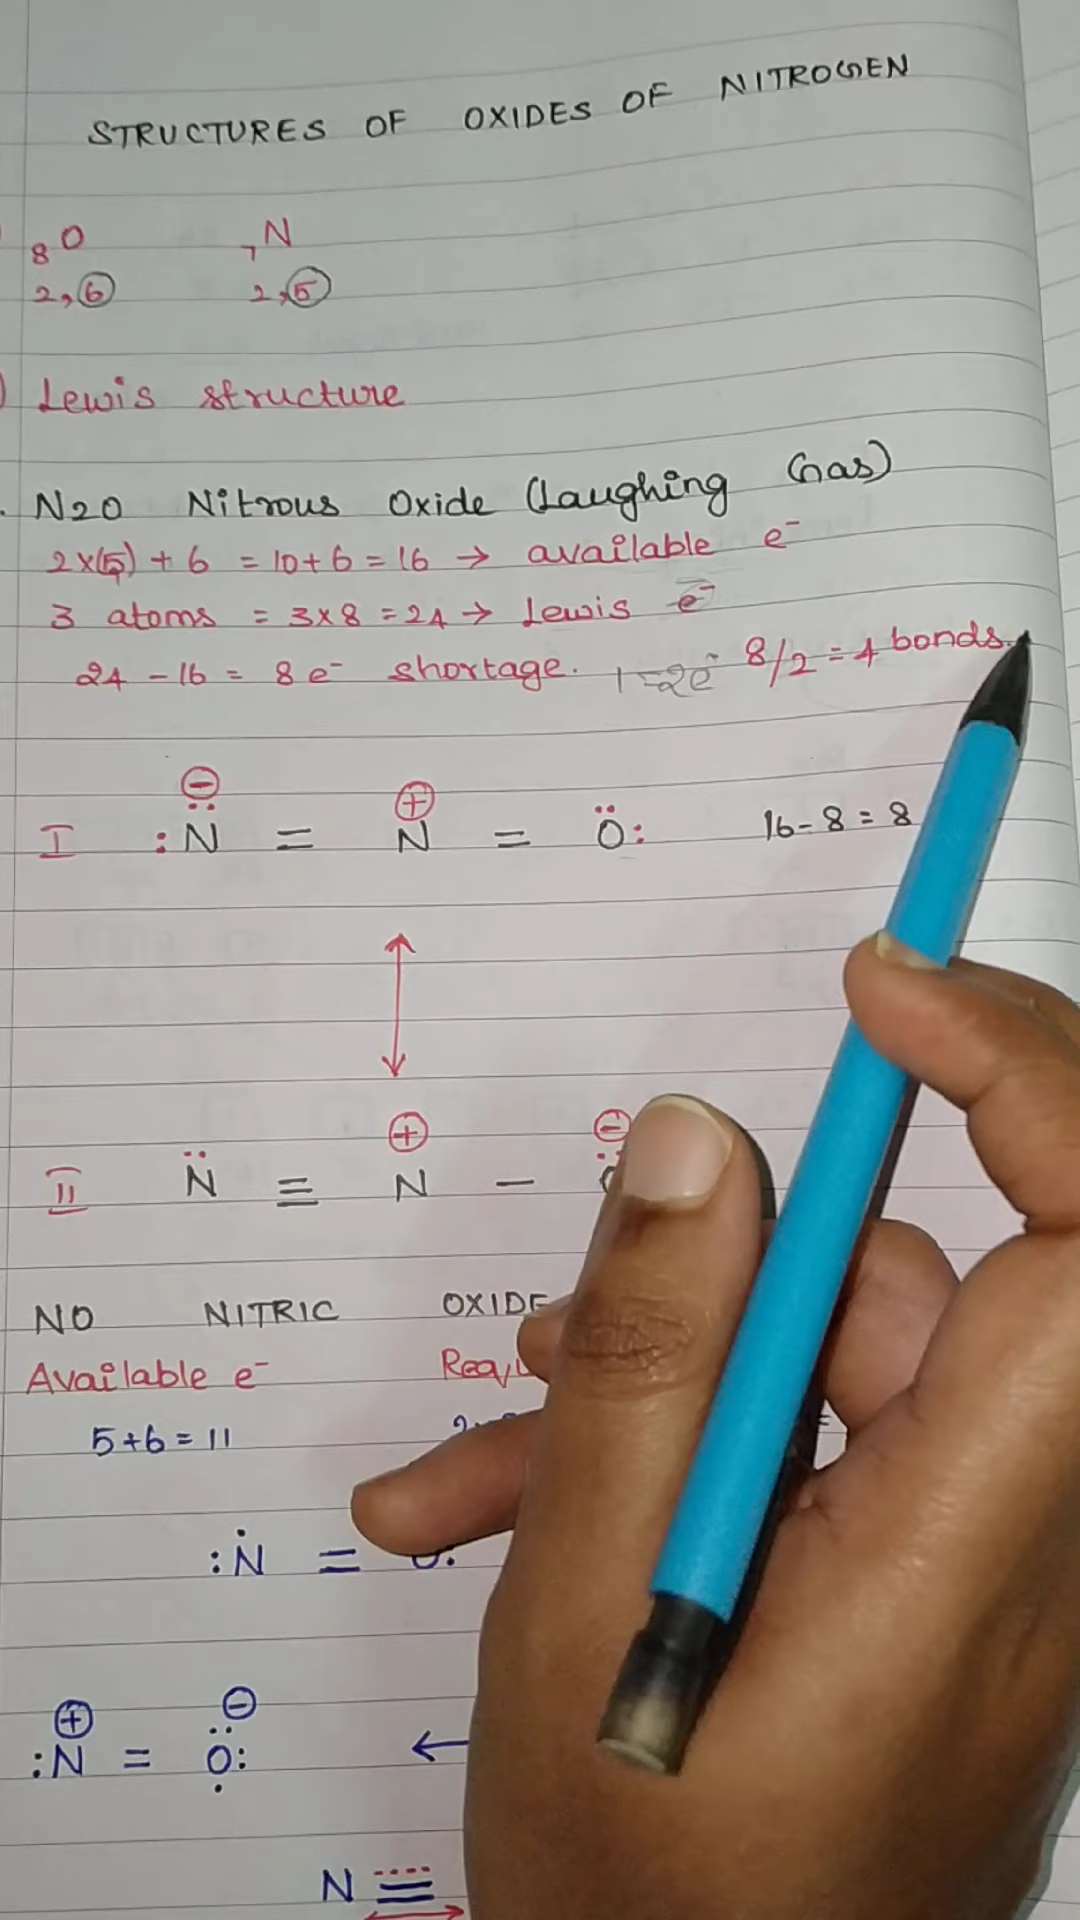 STRUCTURES OF OXIDES OF NITROGEN
8O 7N
2,6 2,5
) Lewis structure
. N2O Nitrous Oxide (Laughing Gas)
2×(5) + 6 = 10+6 = 16 → available e⁻
3 atoms = 3×8 = 24 → Lewis e⁻
24 – 16 = 8 e⁻ shortage. 1=2e⁻ 8/2 = 4 bonds.
⊖ ⊕
I :N̈ = N = Ö: 16-8 = 8
⊕ ⊖
II N̈ ≡ N –
NO NITRIC OXIDE
Available e⁻
5+6 = 11
:Ṅ =
⊕ ⊖
:N = Ö: ←
N ≡